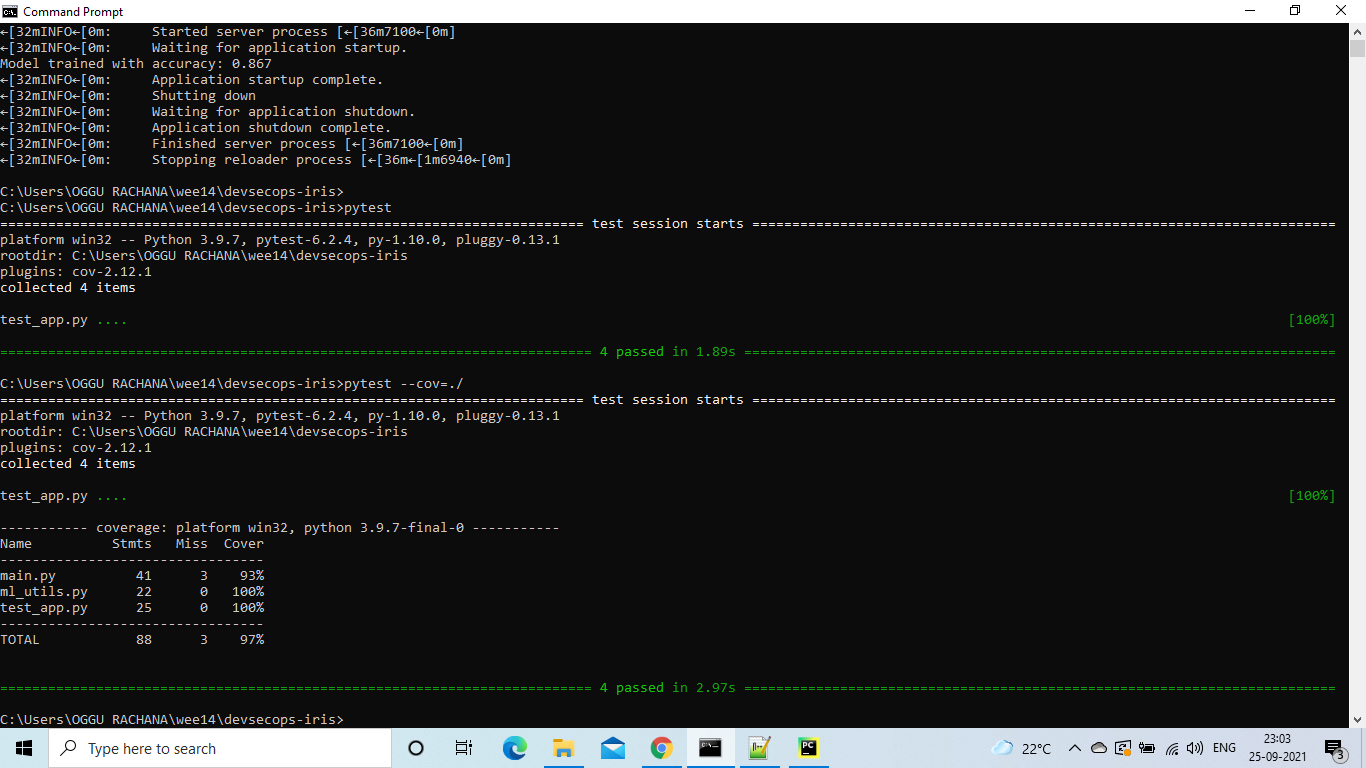 Command Prompt
←[32mINFO←[0m:     Started server process [←[36m7100←[0m]
←[32mINFO←[0m:     Waiting for application startup.
Model trained with accuracy: 0.867
←[32mINFO←[0m:     Application startup complete.
←[32mINFO←[0m:     Shutting down
←[32mINFO←[0m:     Waiting for application shutdown.
←[32mINFO←[0m:     Application shutdown complete.
←[32mINFO←[0m:     Finished server process [←[36m7100←[0m]
←[32mINFO←[0m:     Stopping reloader process [←[36m←[1m6940←[0m]
C:\Users\OGGU RACHANA\wee14\devsecops-iris>
C:\Users\OGGU RACHANA\wee14\devsecops-iris>pytest
========================================================================= test session starts =========================================================================
platform win32 -- Python 3.9.7, pytest-6.2.4, py-1.10.0, pluggy-0.13.1
rootdir: C:\Users\OGGU RACHANA\wee14\devsecops-iris
plugins: cov-2.12.1
collected 4 items
test_app.py .... [100%]
========================================================================== 4 passed in 1.89s ==========================================================================
C:\Users\OGGU RACHANA\wee14\devsecops-iris>pytest --cov=./
========================================================================= test session starts =========================================================================
platform win32 -- Python 3.9.7, pytest-6.2.4, py-1.10.0, pluggy-0.13.1
rootdir: C:\Users\OGGU RACHANA\wee14\devsecops-iris
plugins: cov-2.12.1
collected 4 items
test_app.py .... [100%]
----------- coverage: platform win32, python 3.9.7-final-0 -----------
Name          Stmts   Miss  Cover
---------------------------------
main.py          41      3    93%
ml_utils.py      22      0   100%
test_app.py      25      0   100%
---------------------------------
TOTAL            88      3    97%
========================================================================== 4 passed in 2.97s ==========================================================================
C:\Users\OGGU RACHANA\wee14\devsecops-iris>
Type here to search
PC
22°C
ENG
23:03
25-09-2021
3